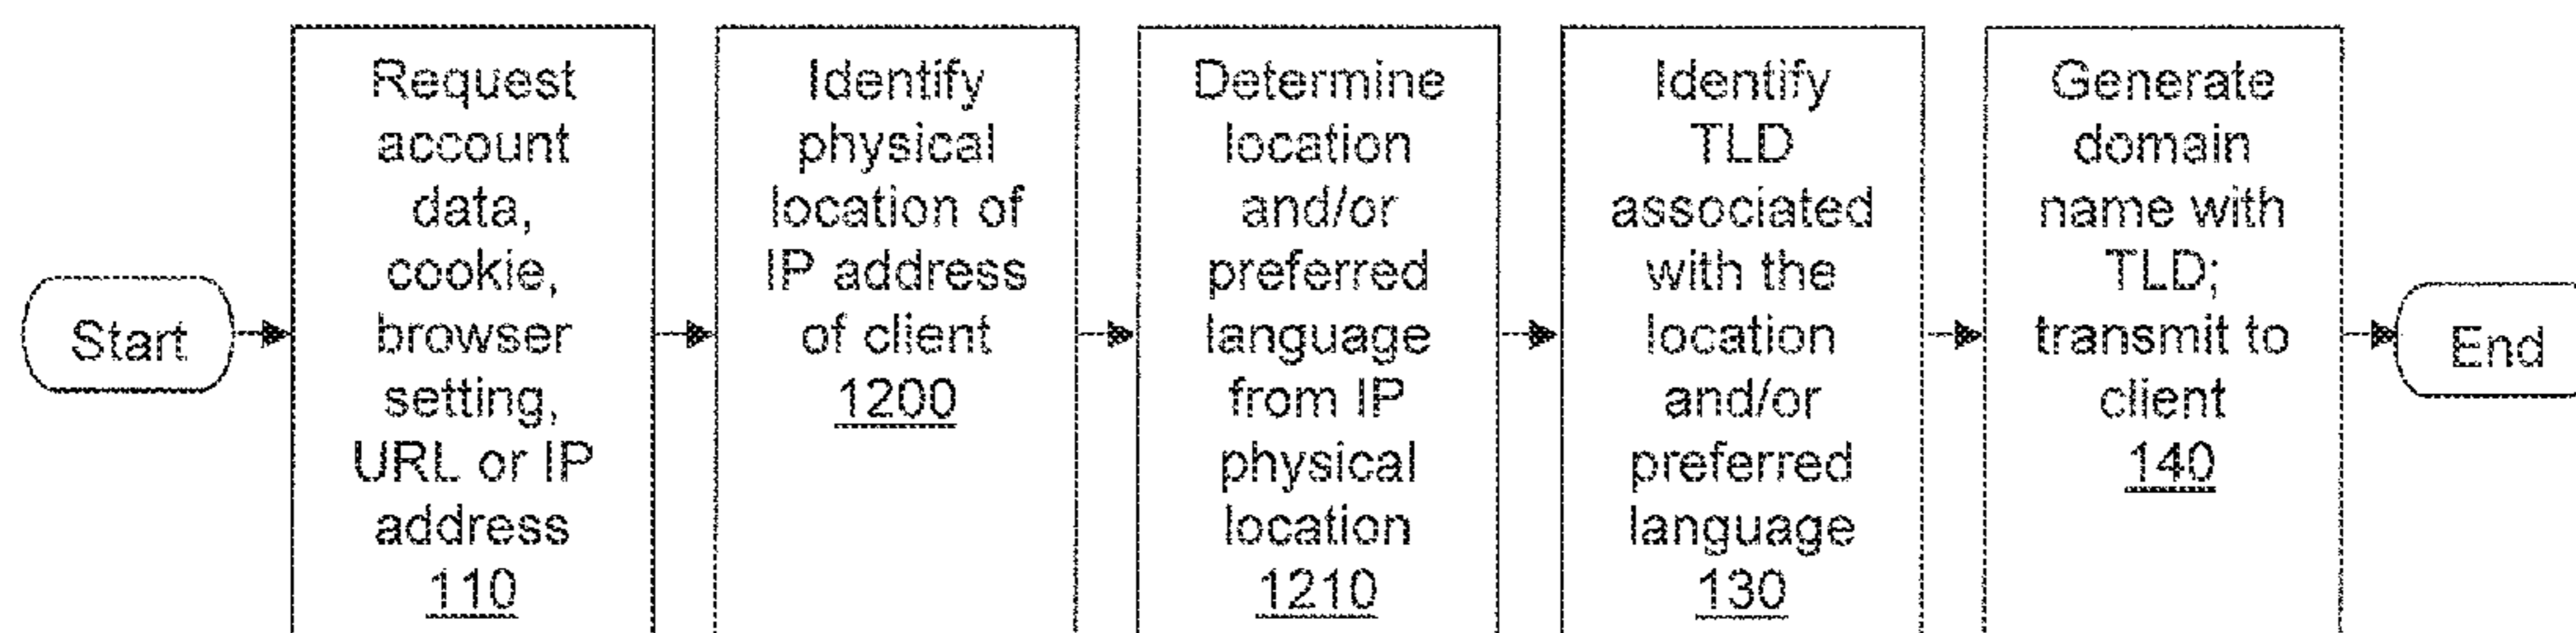 Start
Request
account
data,
cookie,
browser
setting,
URL or IP
address
110
Identify
physical
location of
IP address
of client
1200
Determine
location
and/or
preferred
language
from IP
physical
location
1210
Identify
TLD
associated
with the
location
and/or
preferred
language
130
Generate
domain
name with
TLD;
transmit to
client
140
End